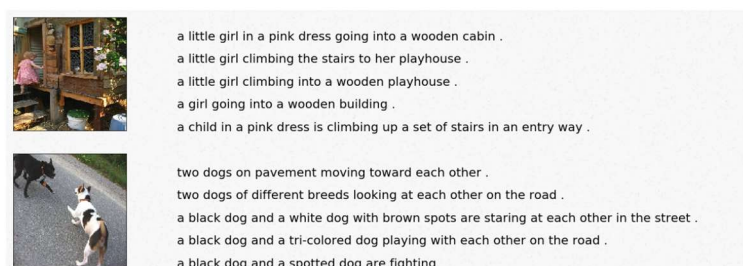 a little girl in a pink dress going into a wooden cabin .
a little girl climbing the stairs to her playhouse .
a little girl climbing into a wooden playhouse .
a girl going into a wooden building .
a child in a pink dress is climbing up a set of stairs in an entry way .
two dogs on pavement moving toward each other .
two dogs of different breeds looking at each other on the road .
a black dog and a white dog with brown spots are staring at each other in the street .
a black dog and a tri-colored dog playing with each other on the road .
a black dog and a spotted dog are fighting